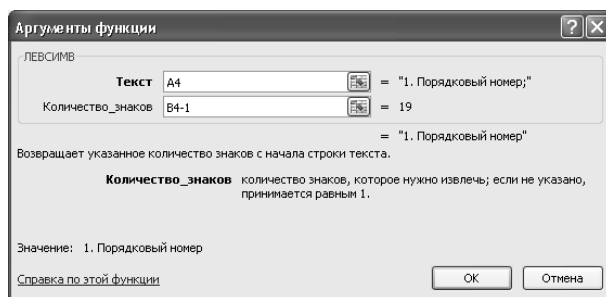 Аргументы функции
ЛЕВСИМВ
Текст A4 = "1. Порядковый номер;"
Количество_знаков B4-1 = 19
= "1. Порядковый номер"
Возвращает указанное количество знаков с начала строки текста.
Количество_знаков количество знаков, которое нужно извлечь; если не указано,
принимается равным 1.
Значение: 1. Порядковый номер
Справка по этой функции OK Отмена